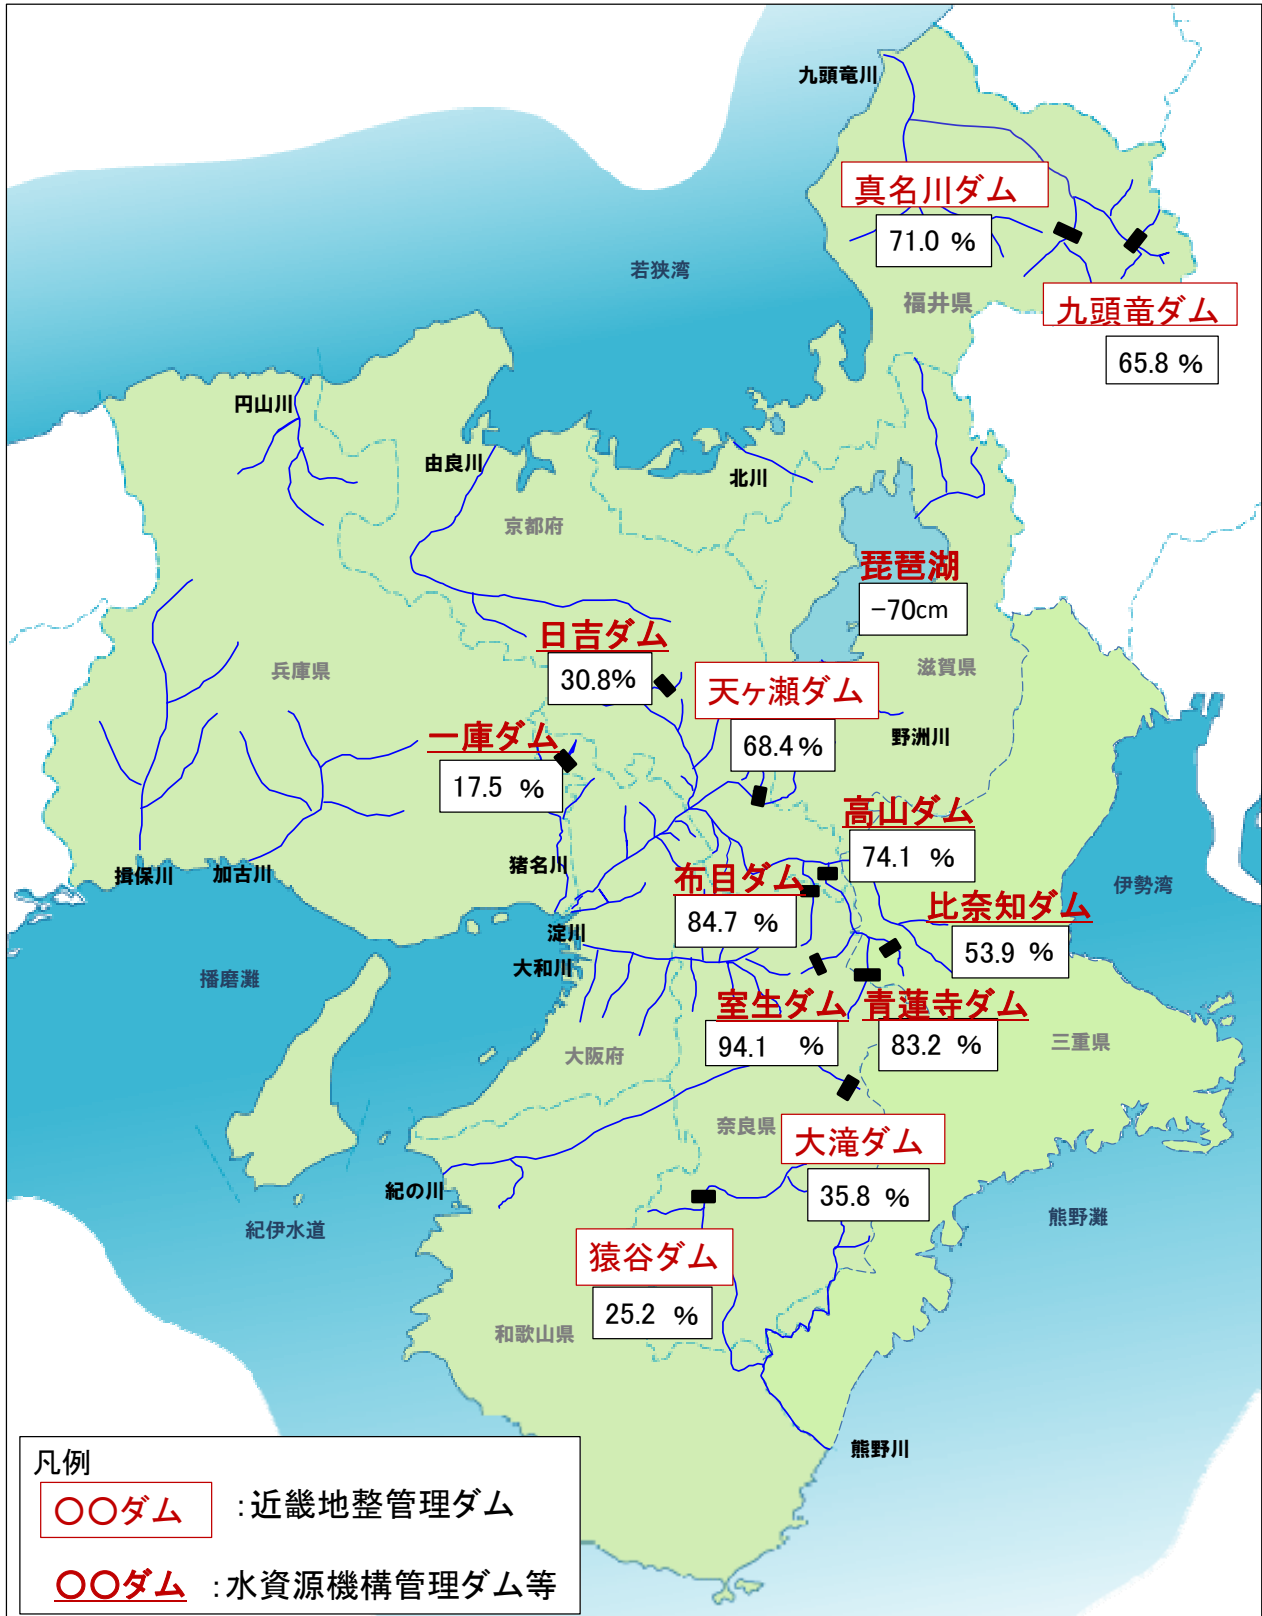 九頭竜川
真名川ダム
71.0 %
若狭湾
福井県
九頭竜ダム
65.8 %
円山川
由良川
北川
京都府
琵琶湖
-70cm
日吉ダム
30.8%
兵庫県
滋賀県
天ヶ瀬ダム
68.4%
野洲川
一庫ダム
17.5 %
高山ダム
74.1 %
揖保川
加古川
猪名川
布目ダム
84.7 %
伊勢湾
比奈知ダム
53.9 %
淀川
大和川
播磨灘
室生ダム
94.1 %
青蓮寺ダム
83.2 %
大阪府
三重県
奈良県
大滝ダム
35.8 %
紀の川
紀伊水道
熊野灘
猿谷ダム
25.2 %
和歌山県
熊野川
凡例
〇〇ダム :近畿地整管理ダム
〇〇ダム :水資源機構管理ダム等